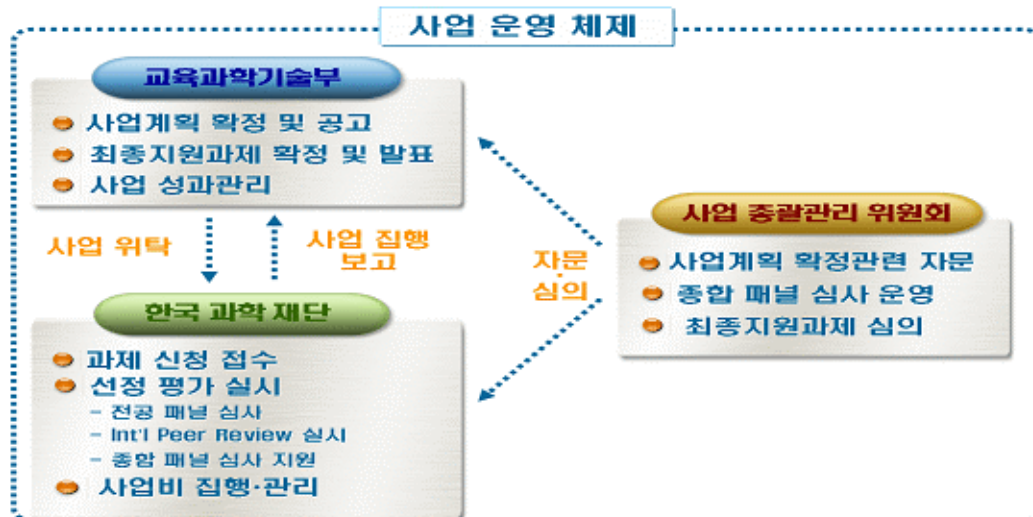 사업 운영 체제
교육과학기술부
사업계획 확정 및 공고
최종지원과제 확정 및 발표
사업 성과관리
사업 위탁
사업 집행
보고
한국 과학 재단
과제 신청 접수
선정 평가 실시
- 전공 패널 심사
- Int'l Peer Review 실시
- 종합 패널 심사 지원
사업비 집행·관리
자문
·
심의
사업 총괄관리 위원회
사업계획 확정관련 자문
종합 패널 심사 운영
최종지원과제 심의